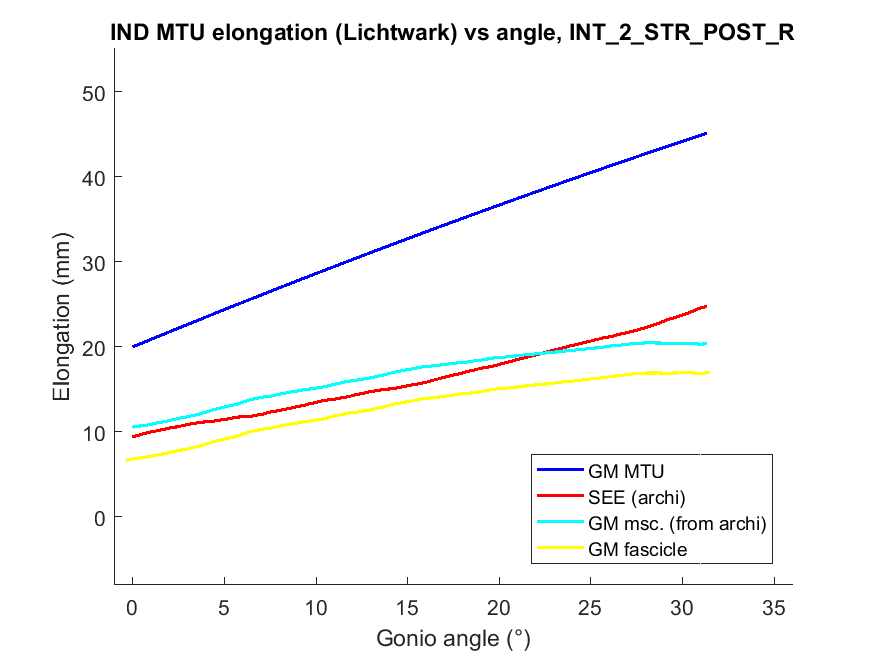 IND MTU elongation (Lichtwark) vs angle, INT_2_STR_POST_R
Elongation (mm)
50
40
30
20
10
0
GM MTU
SEE (archi)
GM msc. (from archi)
GM fascicle
0 5 10 15 20 25 30 35
Gonio angle (°)